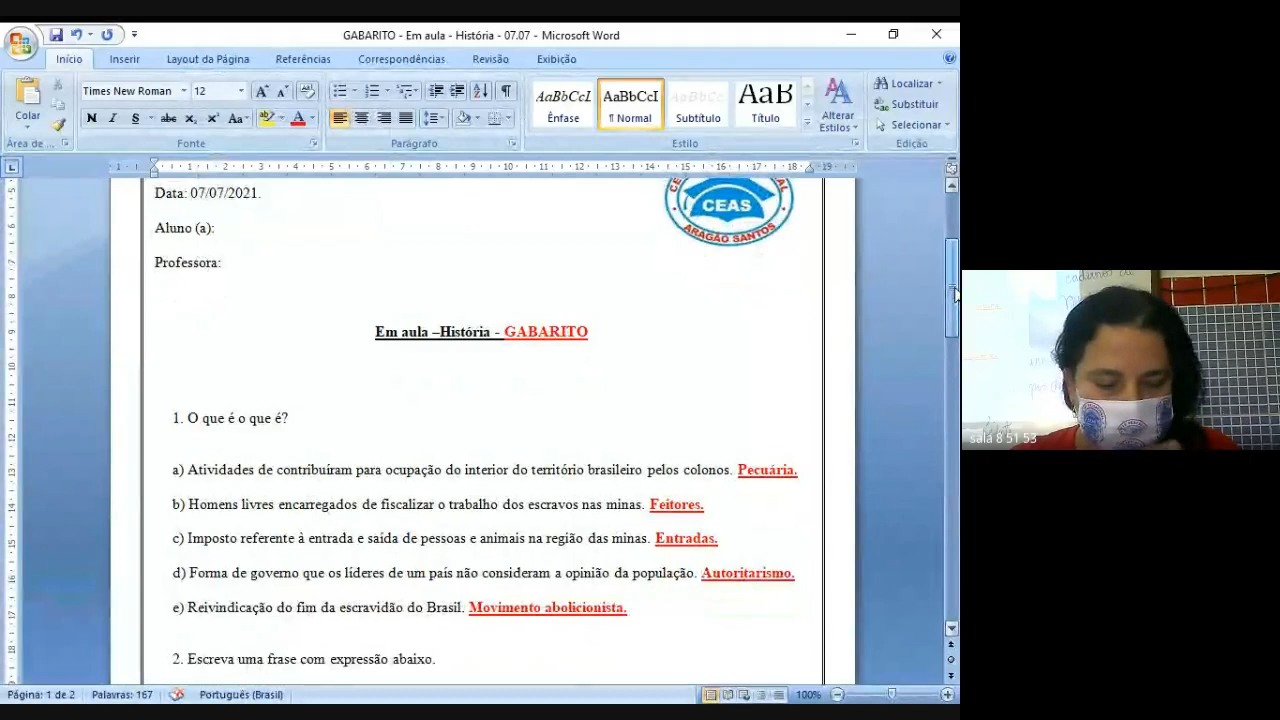 GABARITO - Em aula - História - 07.07 - Microsoft Word
Início Inserir Layout da Página Referências Correspondências Revisão Exibição
Times New Roman 12
Colar
Área de ...
Fonte
Parágrafo
AaBbCcI AaBbCcI AaBbCc AaB
Ênfase ¶ Normal Subtítulo Título
Alterar
Estilos
Estilo
Localizar
Substituir
Selecionar
Edição
Data: 07/07/2021.
Aluno (a):
Professora:
CEAS
ARAGÃO SANTOS
Em aula –História - GABARITO
1. O que é o que é?
a) Atividades de contribuíram para ocupação do interior do território brasileiro pelos colonos. Pecuária.
b) Homens livres encarregados de fiscalizar o trabalho dos escravos nas minas. Feitores.
c) Imposto referente à entrada e saída de pessoas e animais na região das minas. Entradas.
d) Forma de governo que os líderes de um país não consideram a opinião da população. Autoritarismo.
e) Reivindicação do fim da escravidão do Brasil. Movimento abolicionista.
2. Escreva uma frase com expressão abaixo.
Página: 1 de 2 Palavras: 167 Português (Brasil) 100%
sala 8 51 53